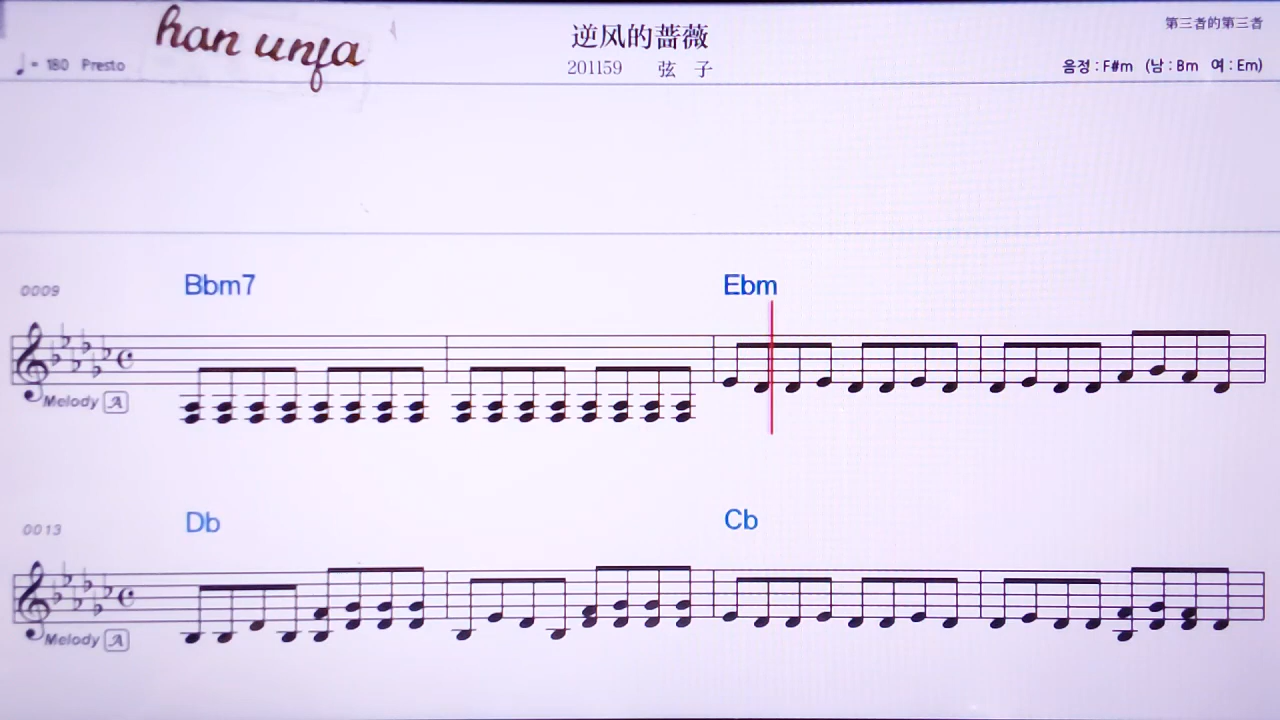 han unfa
逆风的蔷薇
第三者的第三者
♩= 180 Presto
201159 弦 子
음정 : F#m (남 : Bm 여 : Em)
Bbm7 Ebm
0009
Melody A
Db Cb
0013
Melody A